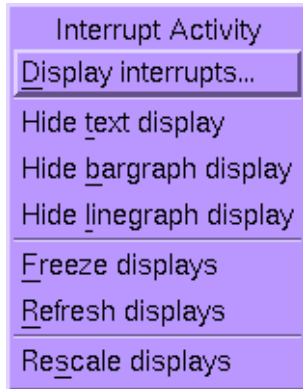 Interrupt Activity
Display interrupts...
Hide text display
Hide bargraph display
Hide linegraph display
Freeze displays
Refresh displays
Rescale displays